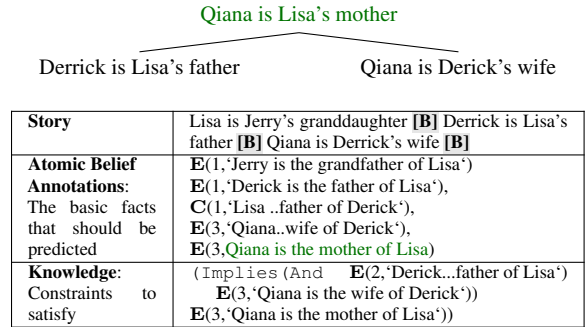 Qiana is Lisa's mother
Derrick is Lisa's father
Qiana is Derick's wife
Story
Lisa is Jerry's granddaughter [B] Derrick is Lisa's
father [B] Qiana is Derrick's wife [B]
Atomic Belief
Annotations:
The basic facts
that should be
predicted
E(1,‘Jerry is the grandfather of Lisa‘)
E(1,‘Derick is the father of Lisa‘),
C(1,‘Lisa ..father of Derick‘),
E(3,‘Qiana..wife of Derick‘),
E(3,Qiana is the mother of Lisa)
Knowledge:
Constraints to
satisfy
(Implies(And E(2,‘Derick...father of Lisa‘)
E(3,‘Qiana is the wife of Derick‘))
E(3,‘Qiana is the mother of Lisa‘))